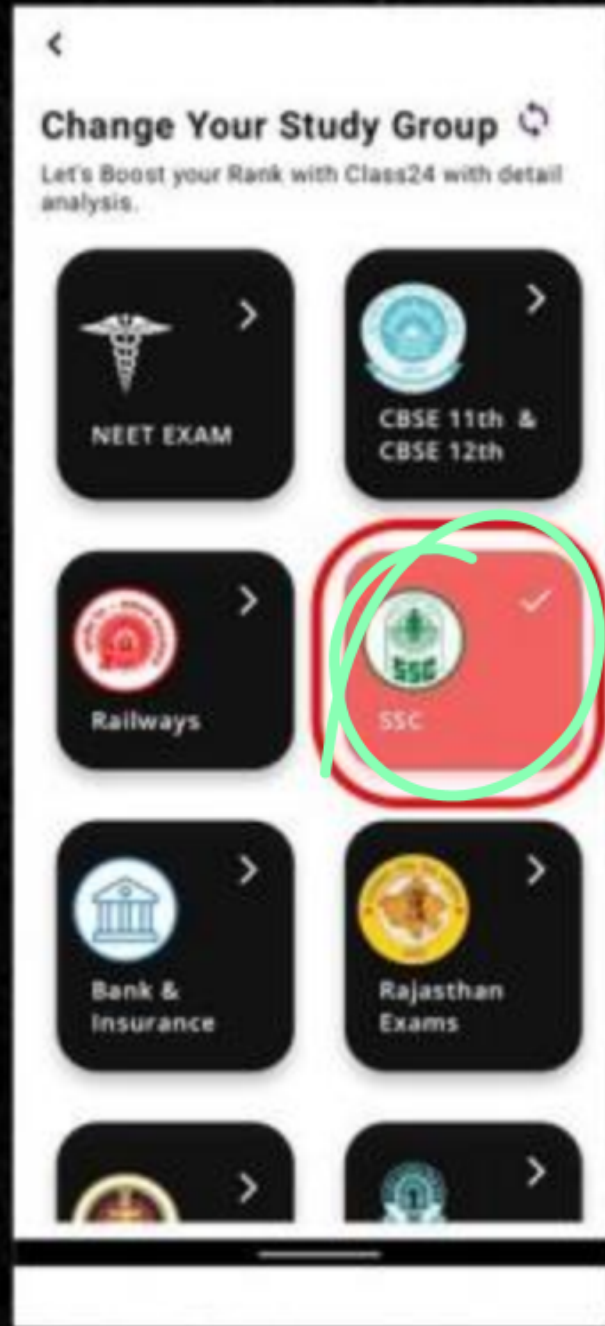 Change Your Study Group
Let's Boost your Rank with Class24 with detail
analysis.
NEET EXAM
CBSE 11th &
CBSE 12th
Railways
SSC
SSC
Bank &
Insurance
Rajasthan
Exams